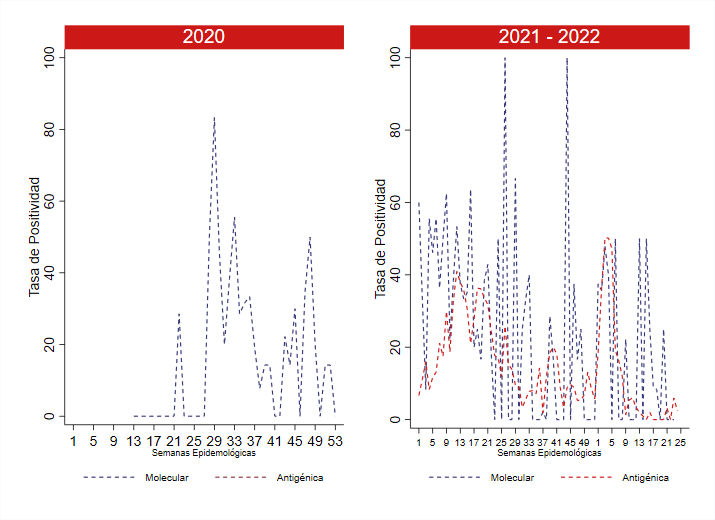 2020
Tasa de Positividad
100
80
60
40
20
0
1 5 9 13 17 21 25 29 33 37 41 45 49 53
Semanas Epidemológicas
Molecular Antigénica
2021 - 2022
Tasa de Positividad
100
80
60
40
20
0
1 5 9 13 17 21 25 29 33 37 41 45 49 1 5 9 13 17 21 25
Semanas Epidemológicas
Molecular Antigénica